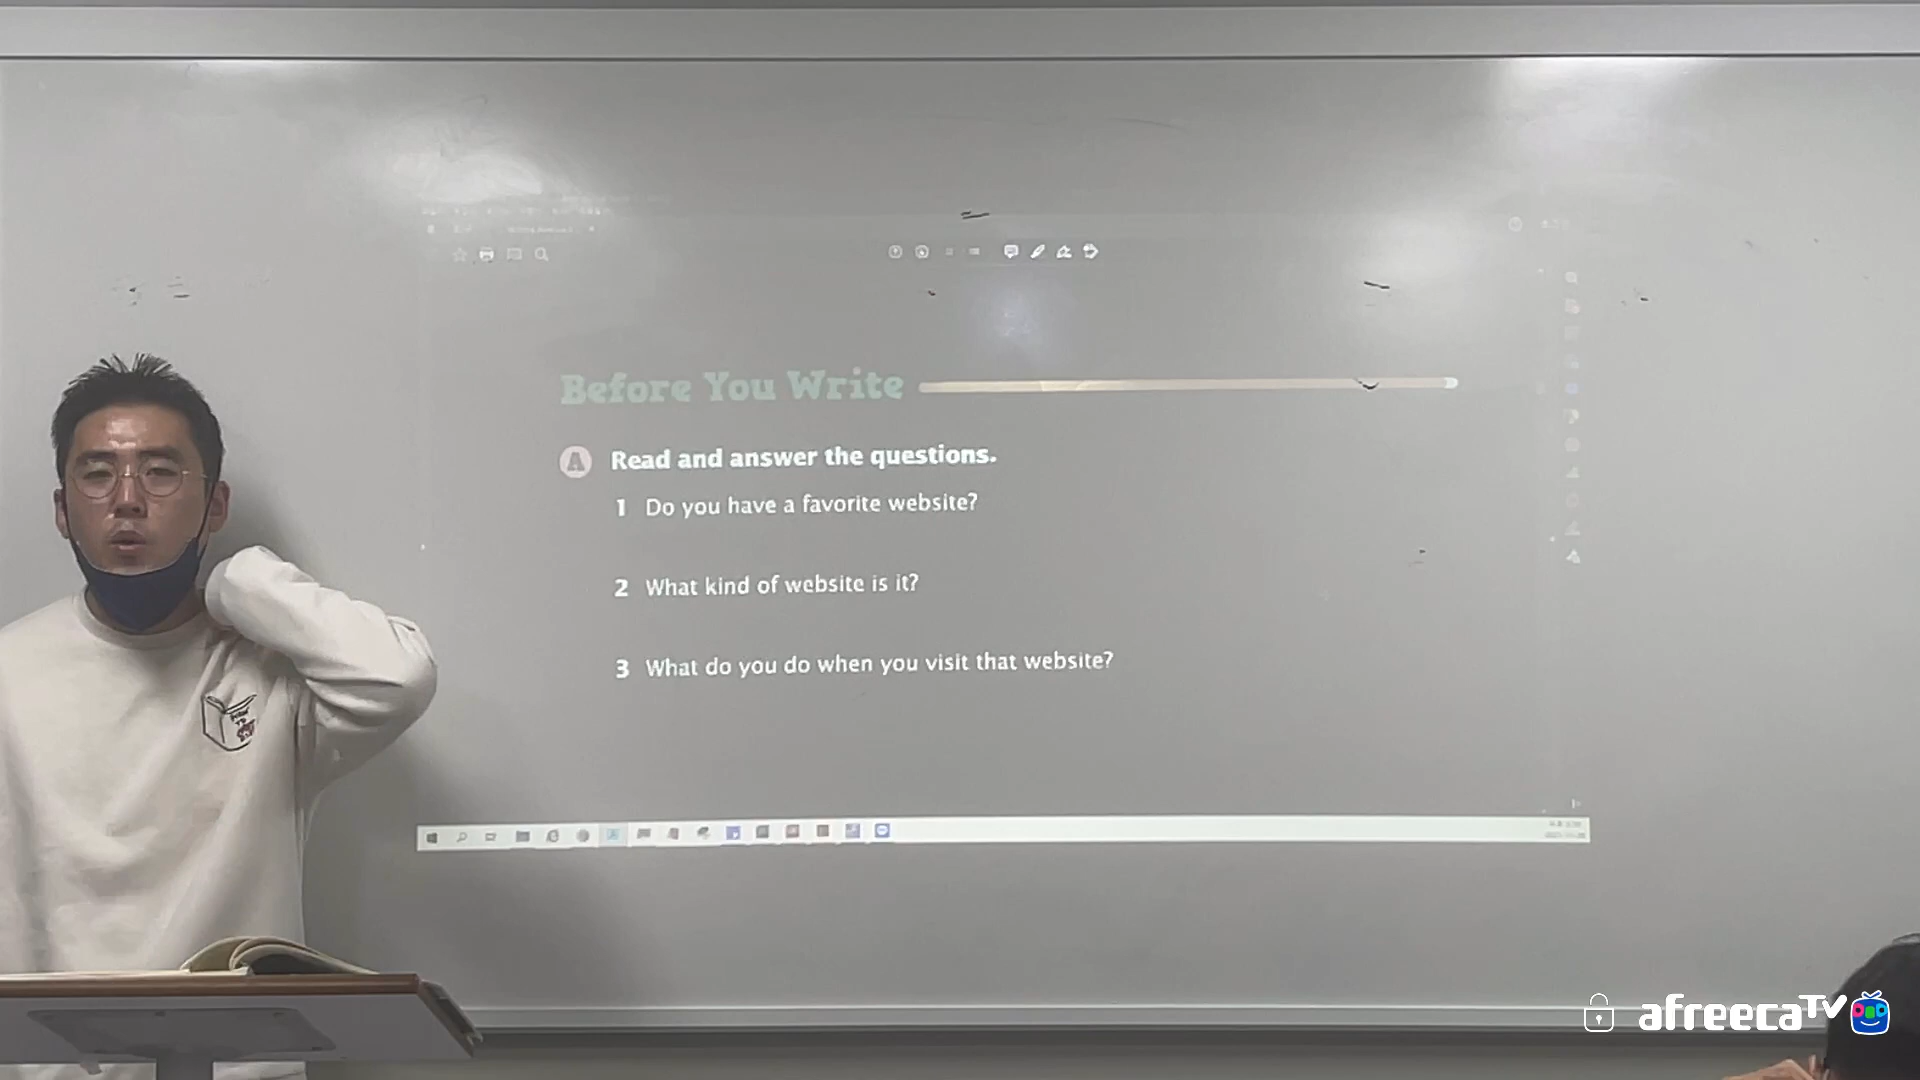 Before You Write
A Read and answer the questions.
1 Do you have a favorite website?
2 What kind of website is it?
3 What do you do when you visit that website?
afreecaTV